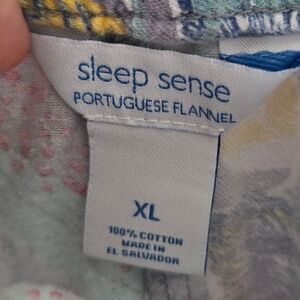 sleep sense
PORTUGUESE FLANNEL
XL
100% COTTON
MADE IN
EL SALVADOR